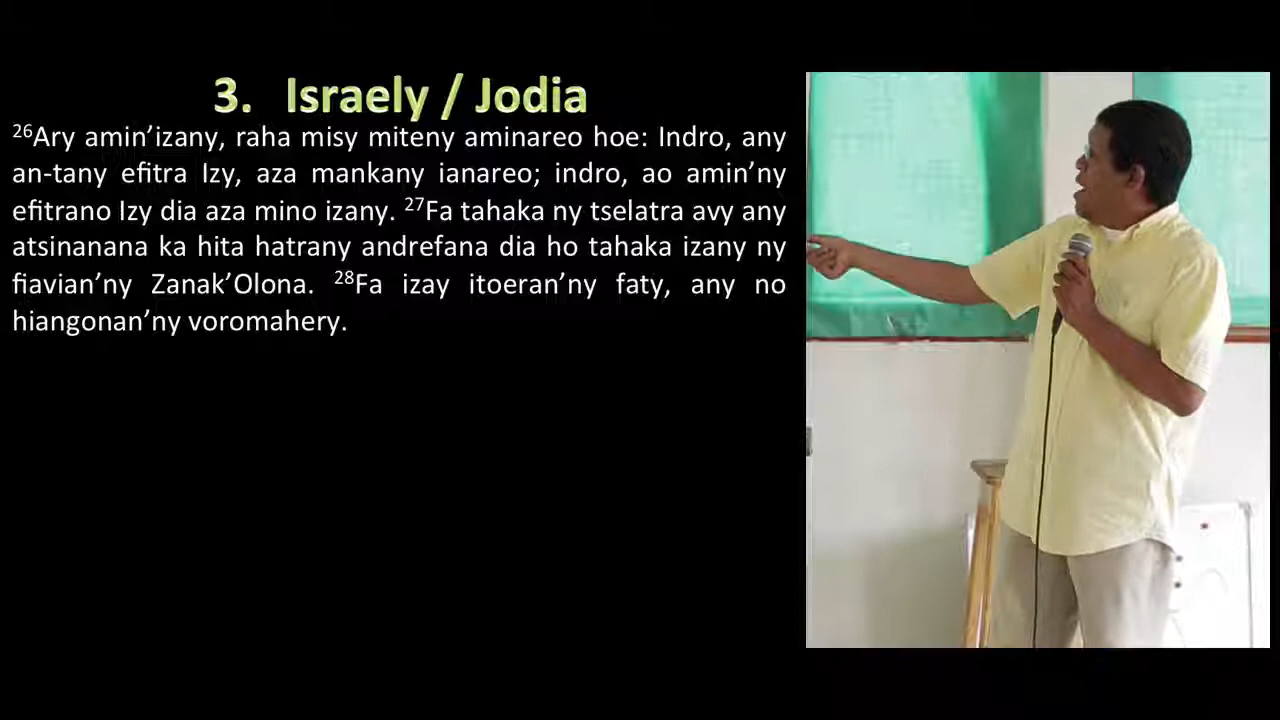 3. Israely / Jodia
26Ary amin’izany, raha misy miteny aminareo hoe: Indro, any
an-tany efitra Izy, aza mankany ianareo; indro, ao amin’ny
efitrano Izy dia aza mino izany. 27Fa tahaka ny tselatra avy any
atsinanana ka hita hatrany andrefana dia ho tahaka izany ny
fiavian’ny Zanak’Olona. 28Fa izay itoeran’ny faty, any no
hiangonan’ny voromahery.